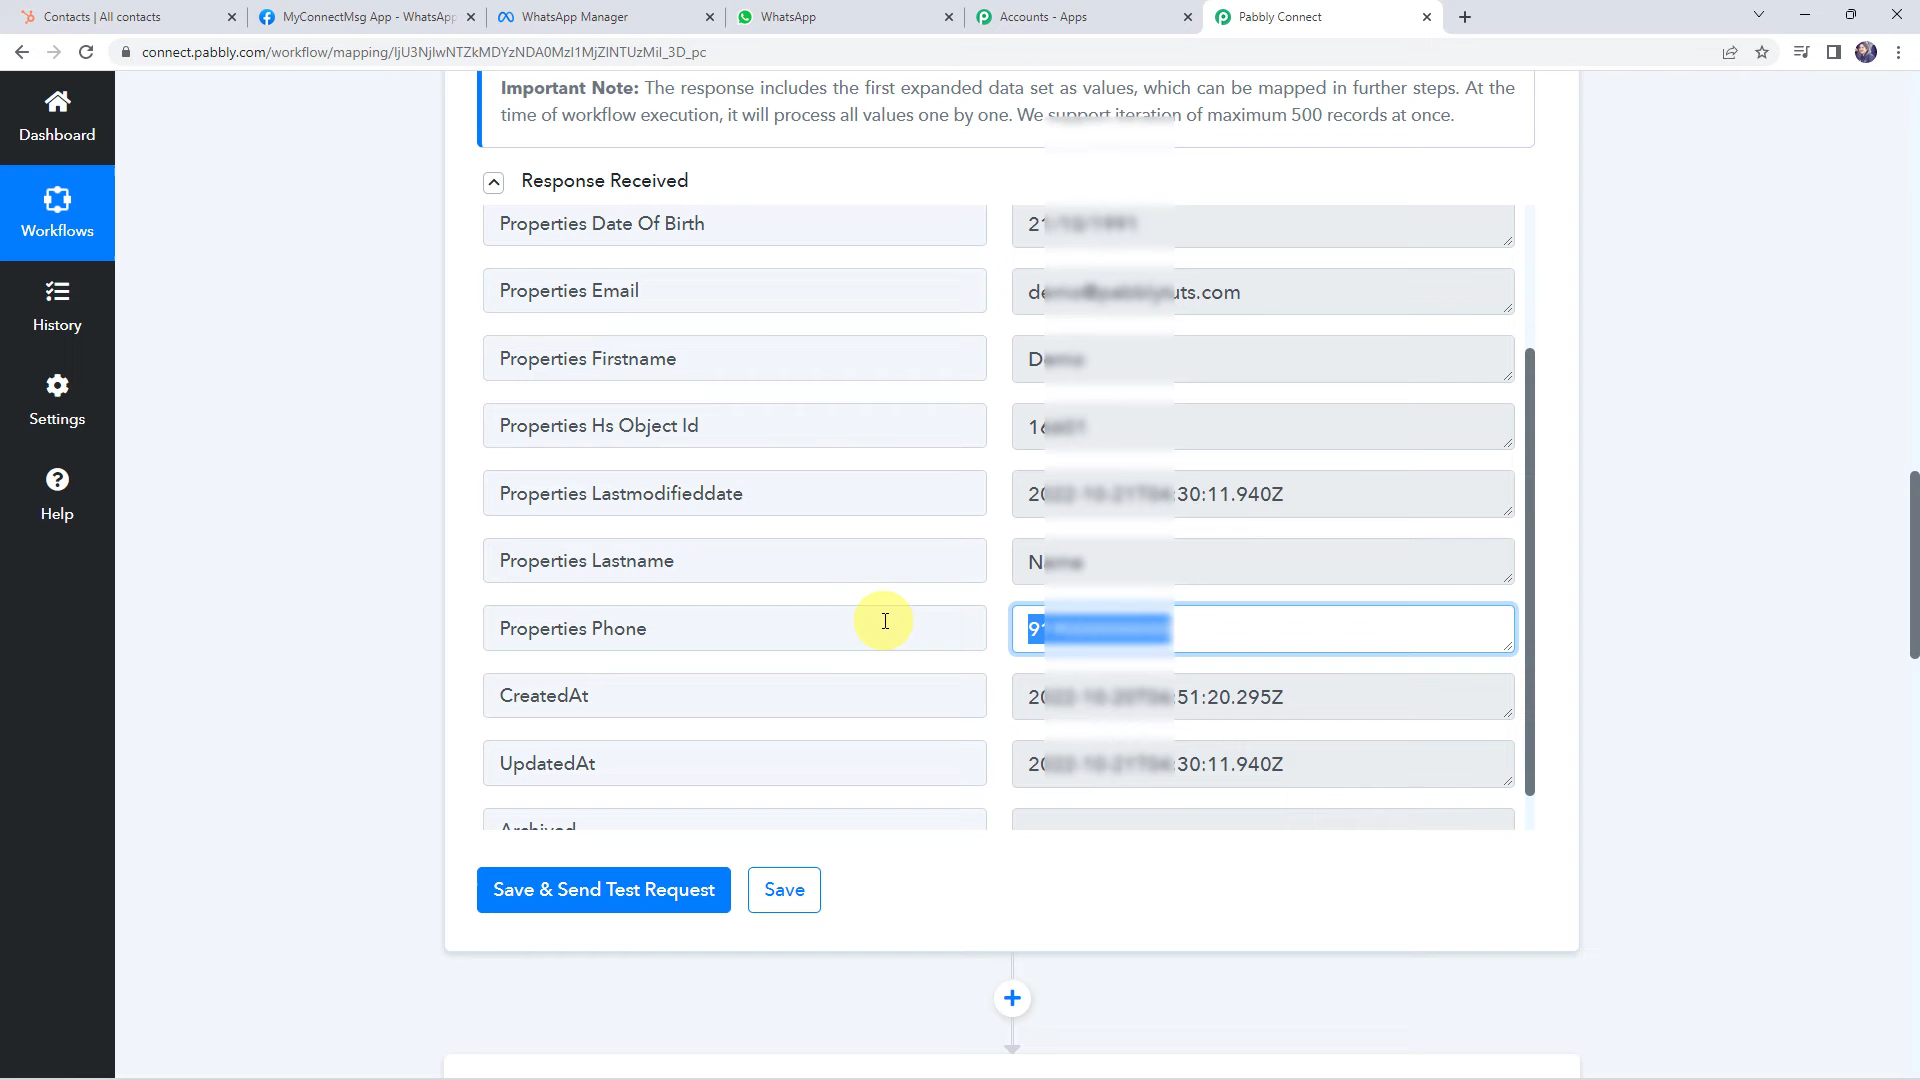 Contacts | All contacts
MyConnectMsg App - WhatsApp
WhatsApp Manager
WhatsApp
Accounts - Apps
Pabbly Connect
connect.pabbly.com/workflow/mapping/IjU3NjIwNTZkMDYzNDA0MzI1MjZlNTUzMiI_3D_pc
Dashboard
Workflows
History
Settings
Help
Important Note: The response includes the first expanded data set as values, which can be mapped in further steps. At the
time of workflow execution, it will process all values one by one. We support iteration of maximum 500 records at once.
Response Received
Properties Date Of Birth
Properties Email
uts.com
Properties Firstname
Properties Hs Object Id
Properties Lastmodifieddate
:30:11.940Z
Properties Lastname
Properties Phone
CreatedAt
:51:20.295Z
UpdatedAt
:30:11.940Z
Archived
Save & Send Test Request
Save